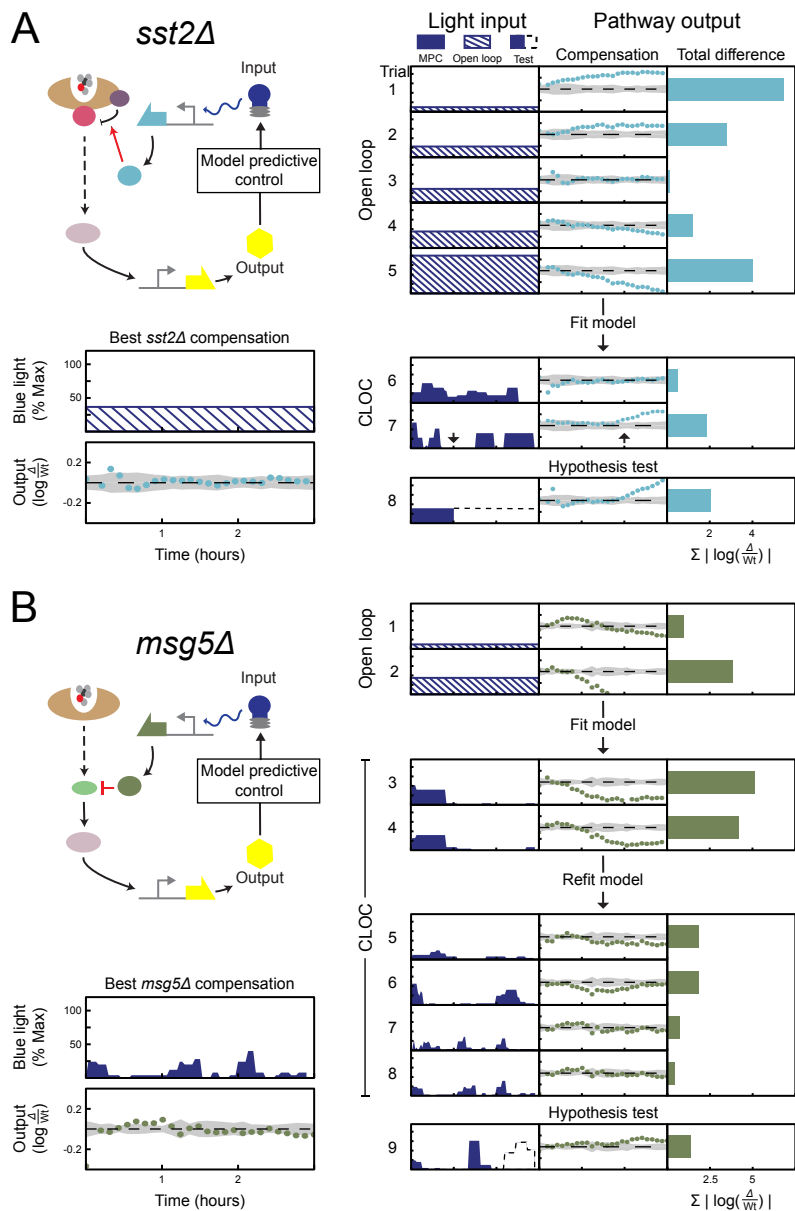 A
sst2Δ
Light input
Pathway output
MPC
Open loop
Test
Compensation
Total difference
Input
Model predictive
control
Output
Trial
Open loop
1
2
3
4
5
Fit model
Best sst2Δ compensation
Blue light
(% Max)
100
50
Output
(log Δ/Wt)
0.2
-0.2
1
2
Time (hours)
CLOC
6
7
Hypothesis test
8
2
4
Σ | log(Δ/Wt) |
B
msg5Δ
Input
Model predictive
control
Output
Open loop
1
2
Fit model
CLOC
3
4
Refit model
5
6
7
8
Best msg5Δ compensation
Blue light
(% Max)
100
50
Output
(log Δ/Wt)
0.2
-0.2
1
2
Time (hours)
Hypothesis test
9
2.5
5
Σ | log(Δ/Wt) |